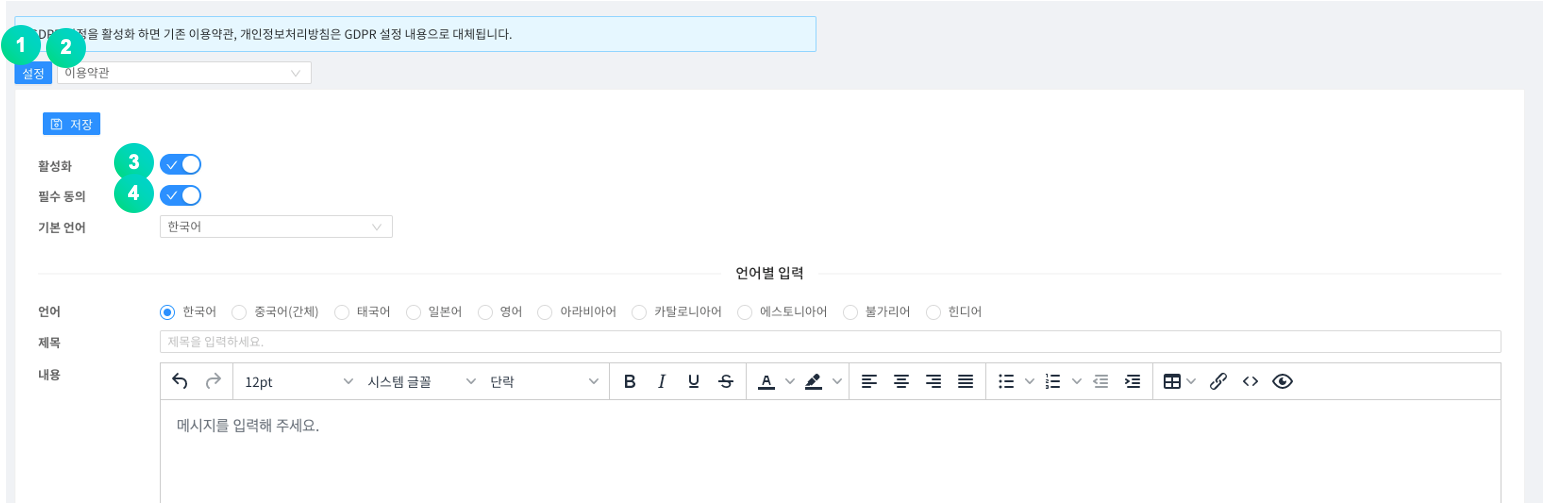 GDPR 설정을 활성화 하면 기존 이용약관, 개인정보처리방침은 GDPR 설정 내용으로 대체됩니다.
1 2
설정 이용약관
저장
활성화 3
필수 동의 4
기본 언어 한국어
언어별 입력
언어 한국어 중국어(간체) 태국어 일본어 영어 아라비아어 카탈로니아어 에스토니아어 불가리어 힌디어
제목 제목을 입력하세요.
내용 12pt 시스템 글꼴 단락 B I U S A
메시지를 입력해 주세요.